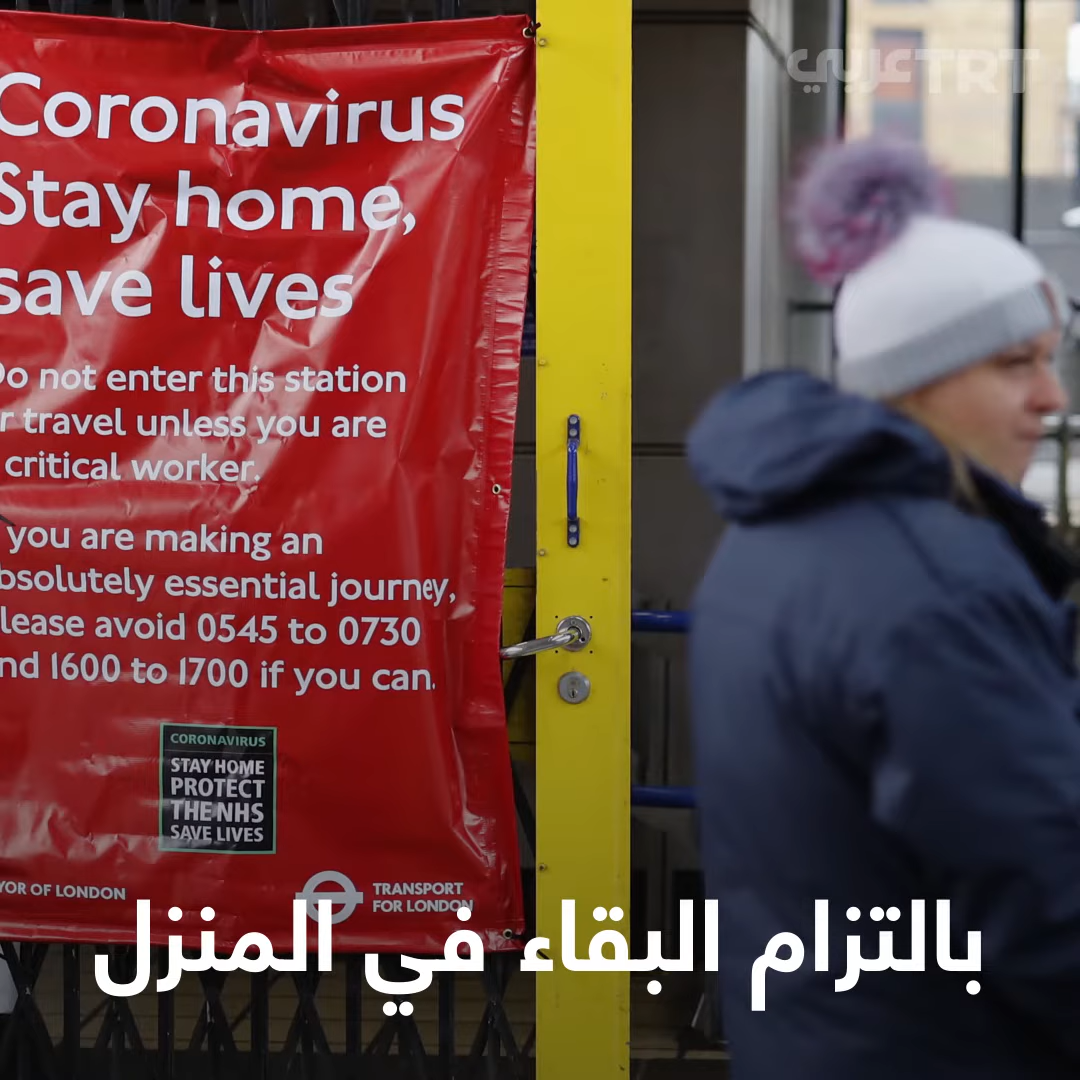 Coronavirus
Stay home,
save lives
Do not enter this station
r travel unless you are
critical worker.
you are making an
bsolutely essential journey,
lease avoid 0545 to 0730
nd 1600 to 1700 if you can.
CORONAVIRUS
STAY HOME
PROTECT
THE NHS
SAVE LIVES
YOR OF LONDON
TRANSPORT
FOR LONDON
TRT عربي
بالتزام البقاء في المنزل